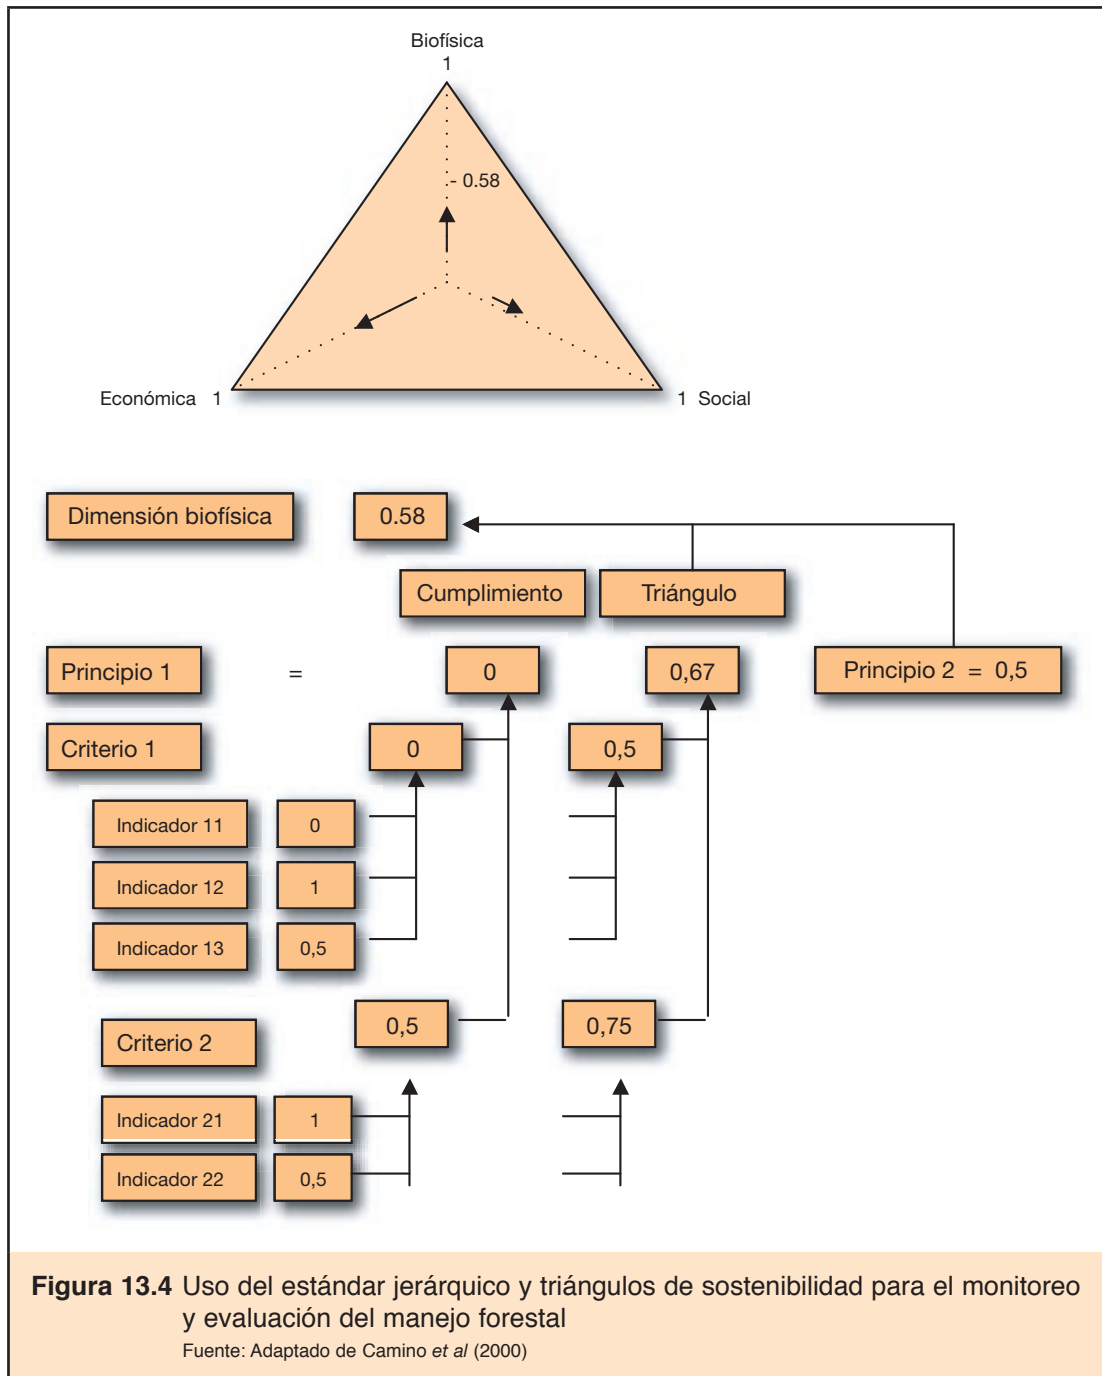 Biofísica
1
- 0.58
Económica 1
1 Social
Dimensión biofísica 0.58
Cumplimiento Triángulo
Principio 1 = 0 0,67 Principio 2 = 0,5
Criterio 1 0 0,5
Indicador 11 0
Indicador 12 1
Indicador 13 0,5
0,5 0,75
Criterio 2
Indicador 21 1
Indicador 22 0,5
Figura 13.4 Uso del estándar jerárquico y triángulos de sostenibilidad para el monitoreo
y evaluación del manejo forestal
Fuente: Adaptado de Camino et al (2000)